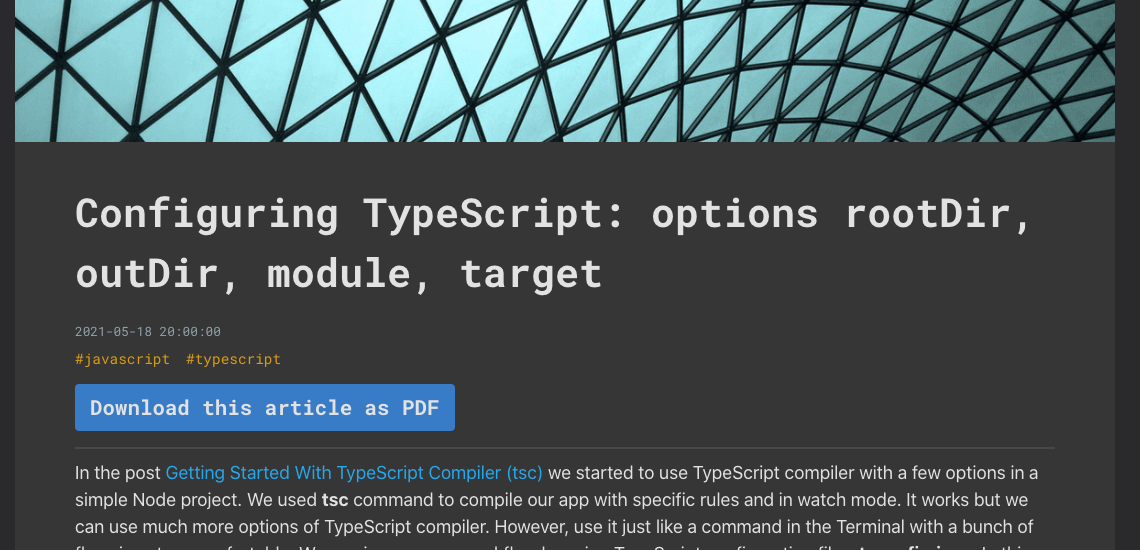 Configuring TypeScript: options rootDir,
outDir, module, target
2021-05-18 20:00:00
#javascript #typescript
Download this article as PDF
In the post Getting Started With TypeScript Compiler (tsc) we started to use TypeScript compiler with a few options in a
simple Node project. We used tsc command to compile our app with specific rules and in watch mode. It works but we
can use much more options of TypeScript compiler. However, use it just like a command in the Terminal with a bunch of